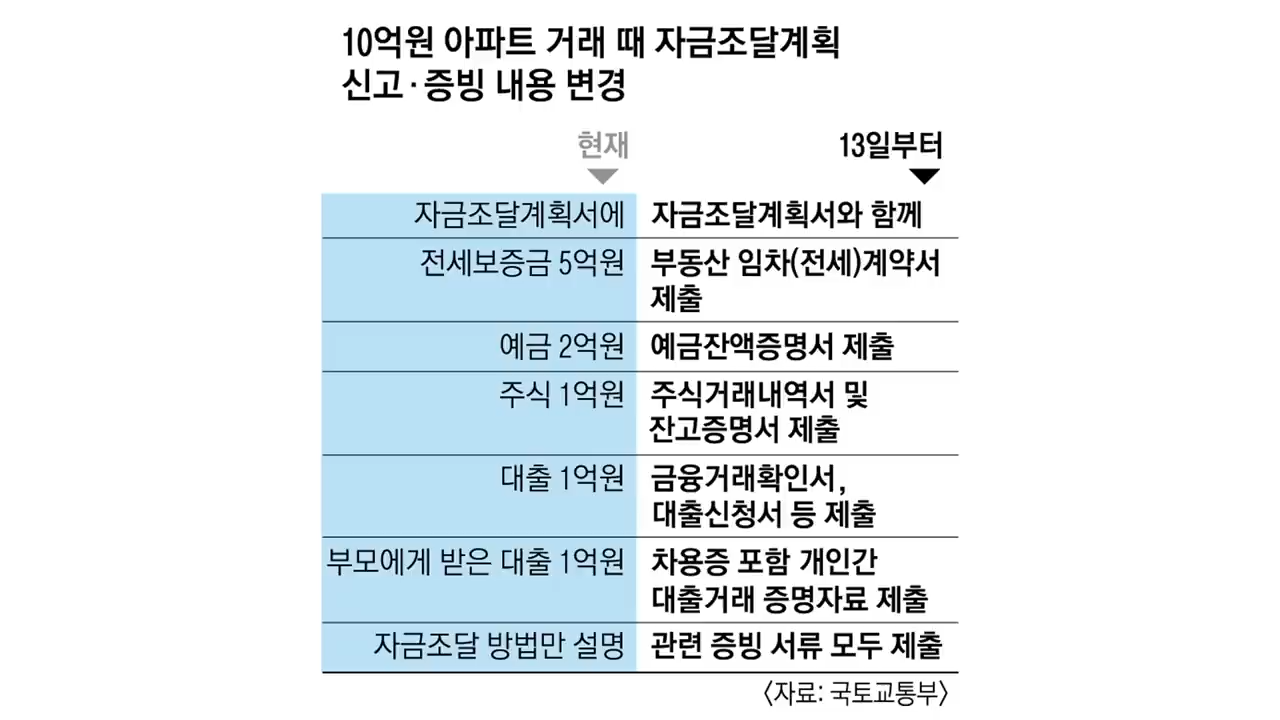 10억원 아파트 거래 때 자금조달계획
신고·증빙 내용 변경
현재
13일부터
자금조달계획서에
자금조달계획서와 함께
전세보증금 5억원
부동산 임차(전세)계약서
제출
예금 2억원
예금잔액증명서 제출
주식 1억원
주식거래내역서 및
잔고증명서 제출
대출 1억원
금융거래확인서,
대출신청서 등 제출
부모에게 받은 대출 1억원
차용증 포함 개인간
대출거래 증명자료 제출
자금조달 방법만 설명
관련 증빙 서류 모두 제출
〈자료: 국토교통부〉